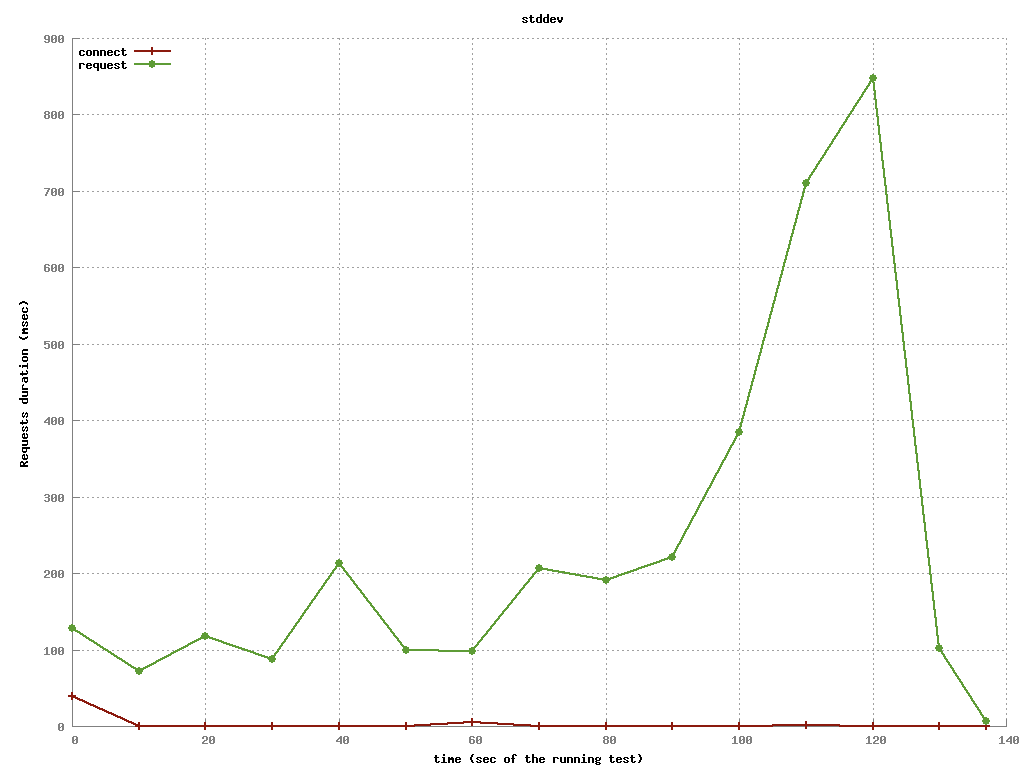 stddev
connect
request
900
800
700
600
500
400
300
200
100
0
Requests duration (msec)
0 20 40 60 80 100 120 140
time (sec of the running test)